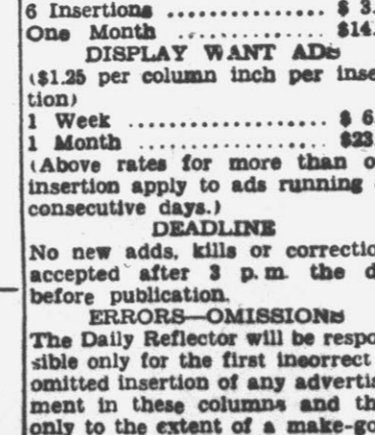 6 Insertions .................. $ 3.
One Month ................ $14.
DISPLAY WANT ADS
($1.25 per column inch per inse
tion)
1 Week .................... $ 6
1 Month .................. $23
(Above rates for more than o
insertion apply to ads running
consecutive days.)
DEADLINE
No new adds, kills or correctio
accepted after 3 p. m. the d
before publication.
ERRORS—OMISSIONS
The Daily Reflector will be respo
sible only for the first ineorrect
omitted insertion of any advertis
ment in these columns and th
only to the extent of a make-go